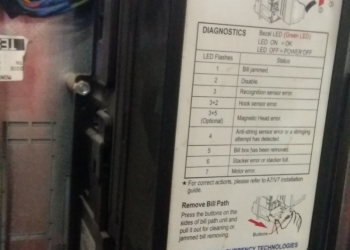 DIAGNOSTICS
Bezel LED (Green LED)
LED ON = OK
LED OFF = POWER OFF
LED Flashes Status
1 Bill jammed.
2 Disable.
3 Recognition sensor error.
3+2 Hook sensor error.
3+5 (Optional) Magnetic Head error.
4 Anti-string sensor error or a stringing
attempt has detected.
5 Bill box has been removed.
6 Stacker error or stacker full.
7 Motor error.
★ For correct actions, please refer to A7/V7 installation
guide.
Remove Bill Path
Press the buttons on the
sides of bill path unit and
pull it out for cleaning or
jammed bill removing.
Buttons
TECHNOLOGIES